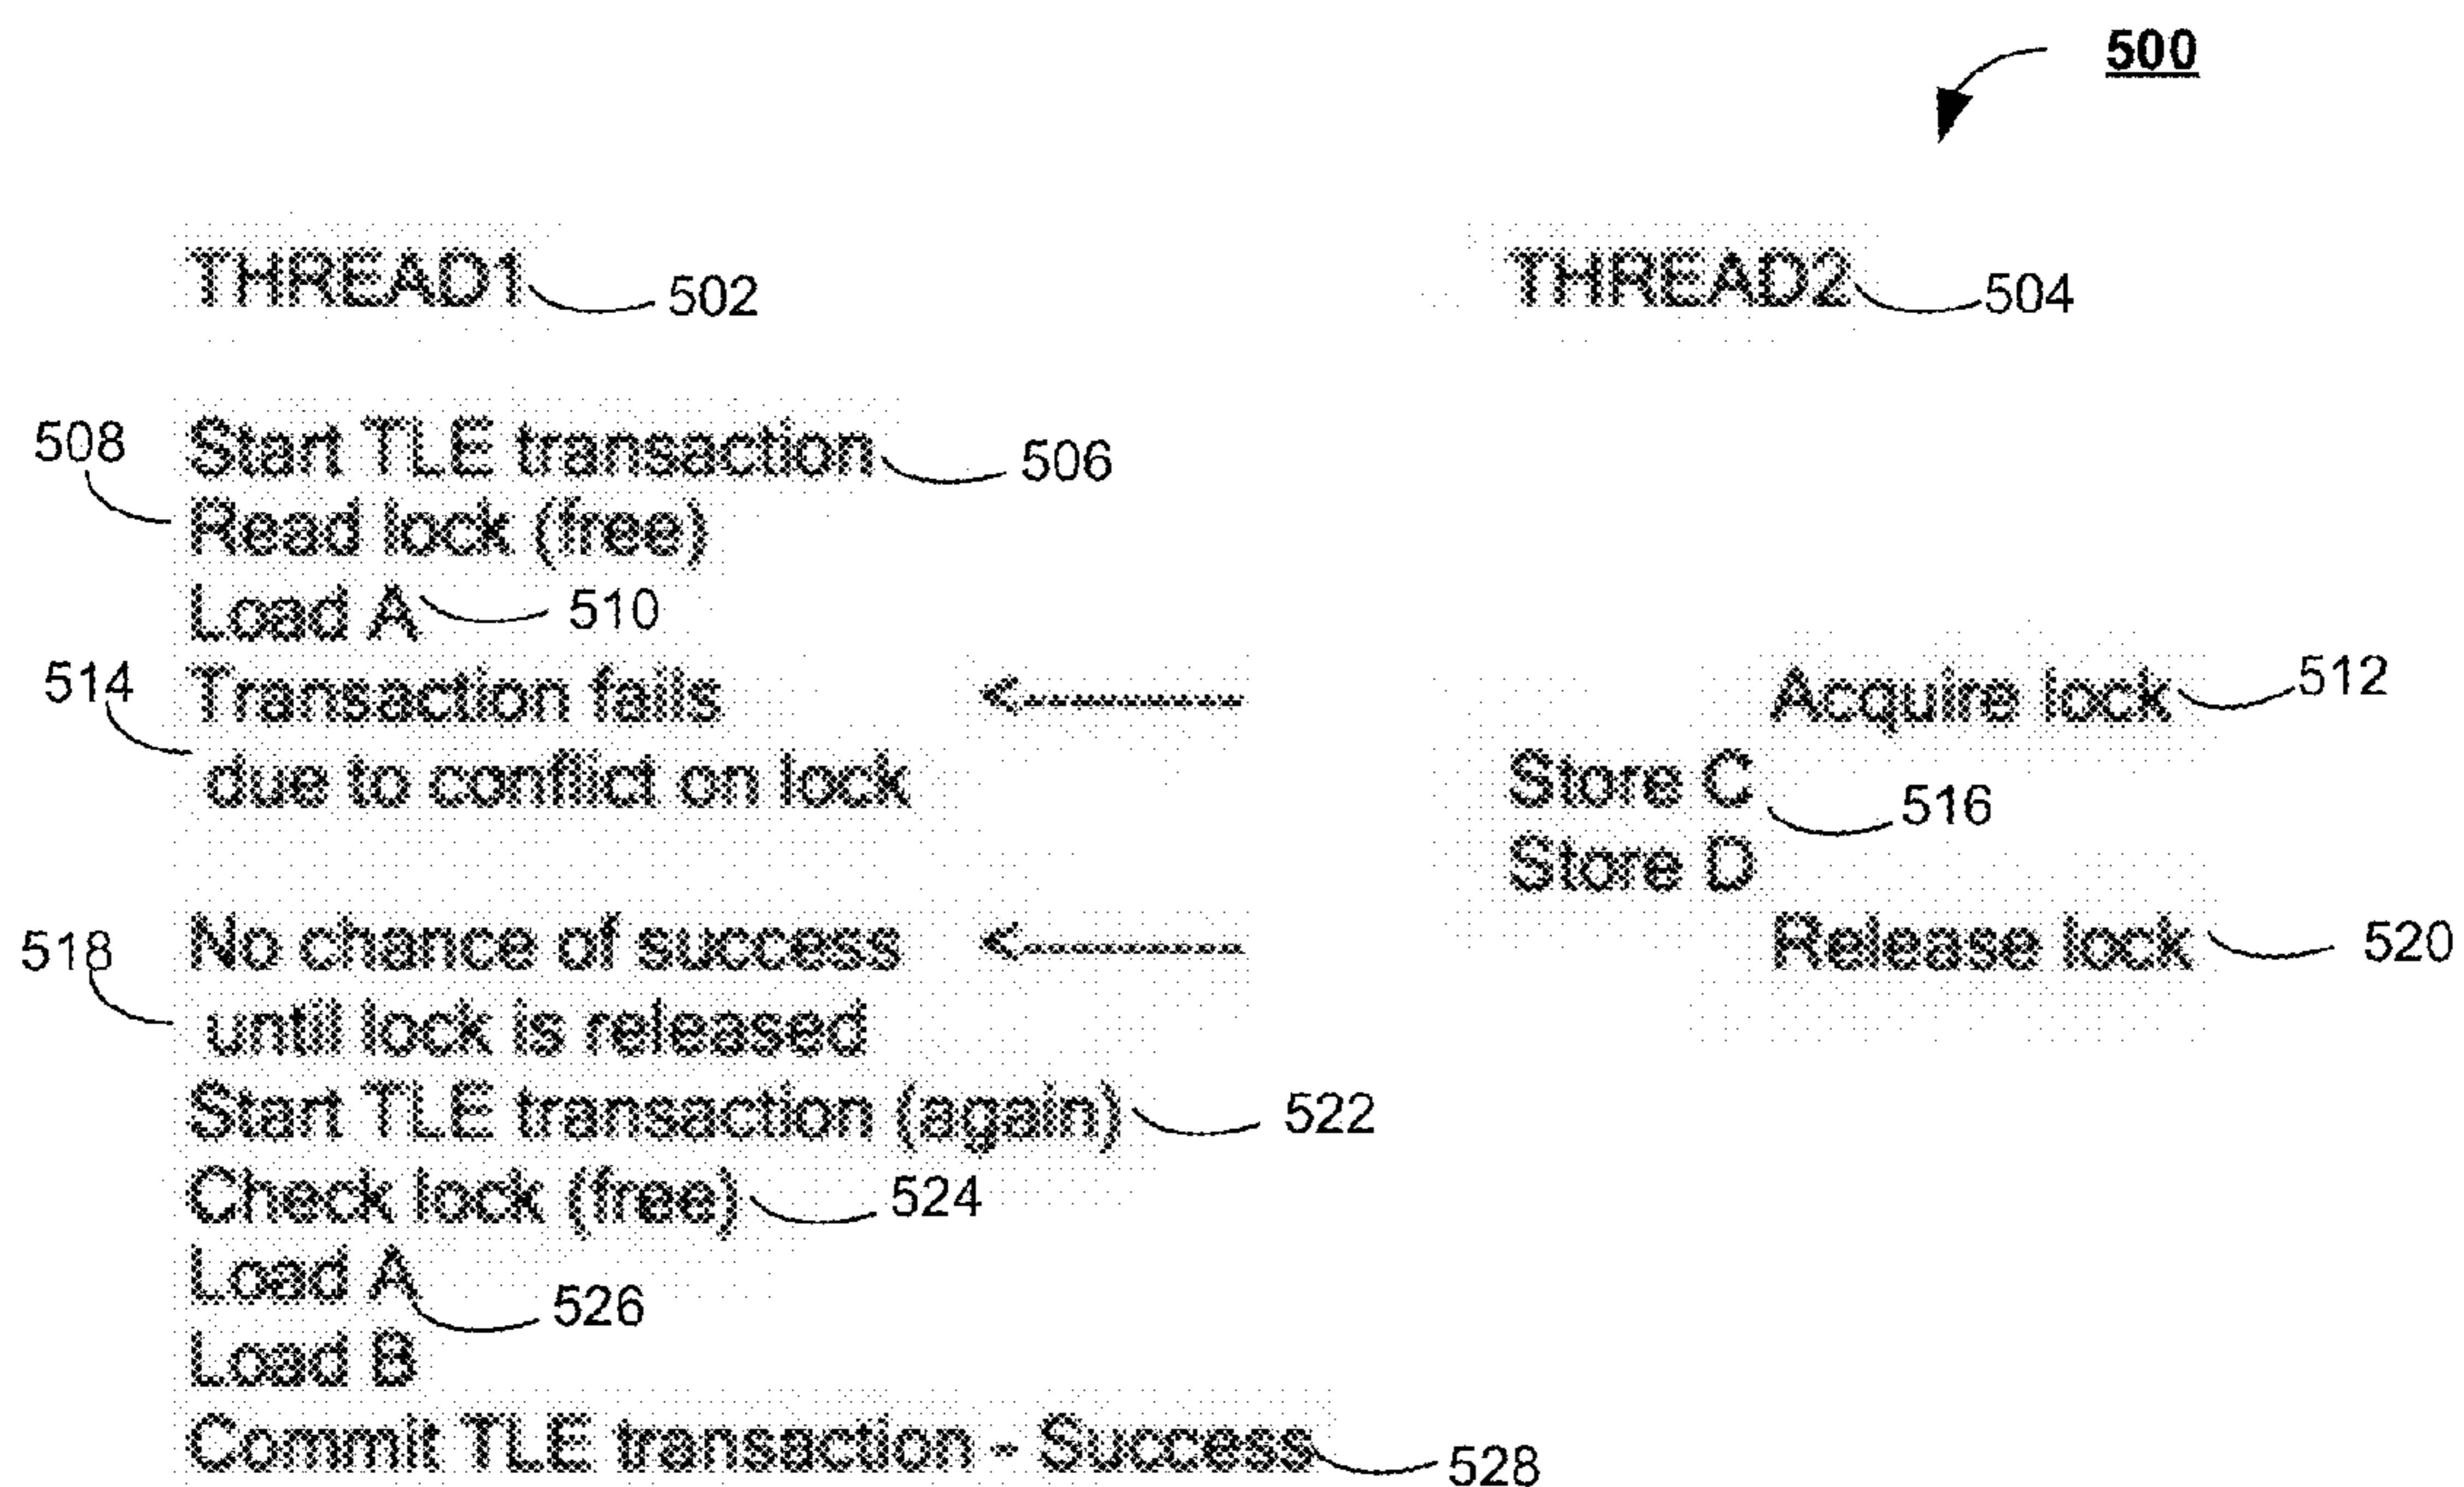 500
THREAD1 502 THREAD2 504
508 Start TLE transaction 506
Read lock (free)
Load A 510
514 Transaction fails Acquire lock 512
due to conflict on lock Store C 516
Store D
518 No chance of success Release lock 520
until lock is released
Start TLE transaction (again) 522
Check lock (free) 524
Load A 526
Load B
Commit TLE transaction - Success 528